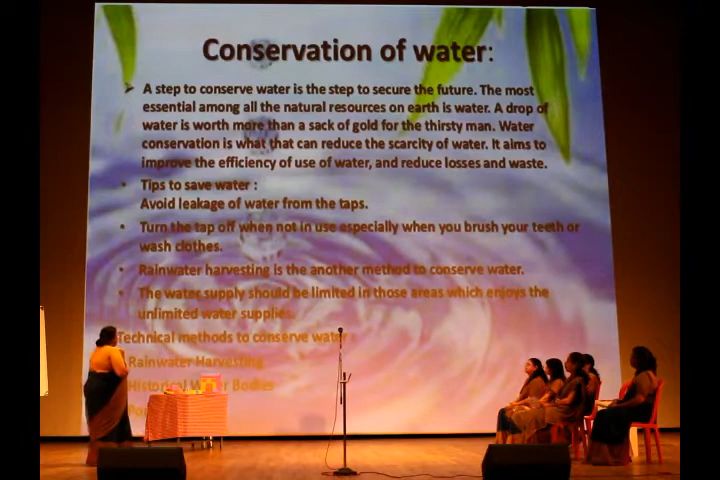 Conservation of water:
A step to conserve water is the step to secure the future. The most
essential among all the natural resources on earth is water. A drop of
water is worth more than a sack of gold for the thirsty man. Water
conservation is what that can reduce the scarcity of water. It aims to
improve the efficiency of use of water, and reduce losses and waste.
Tips to save water :
Avoid leakage of water from the taps.
Turn the tap off when not in use especially when you brush your teeth or
wash clothes.
Rainwater harvesting is the another method to conserve water.
The water supply should be limited in those areas which enjoys the
unlimited water supplies.
Technical methods to conserve water
Rainwater Harvesting
Historical Water Bodies